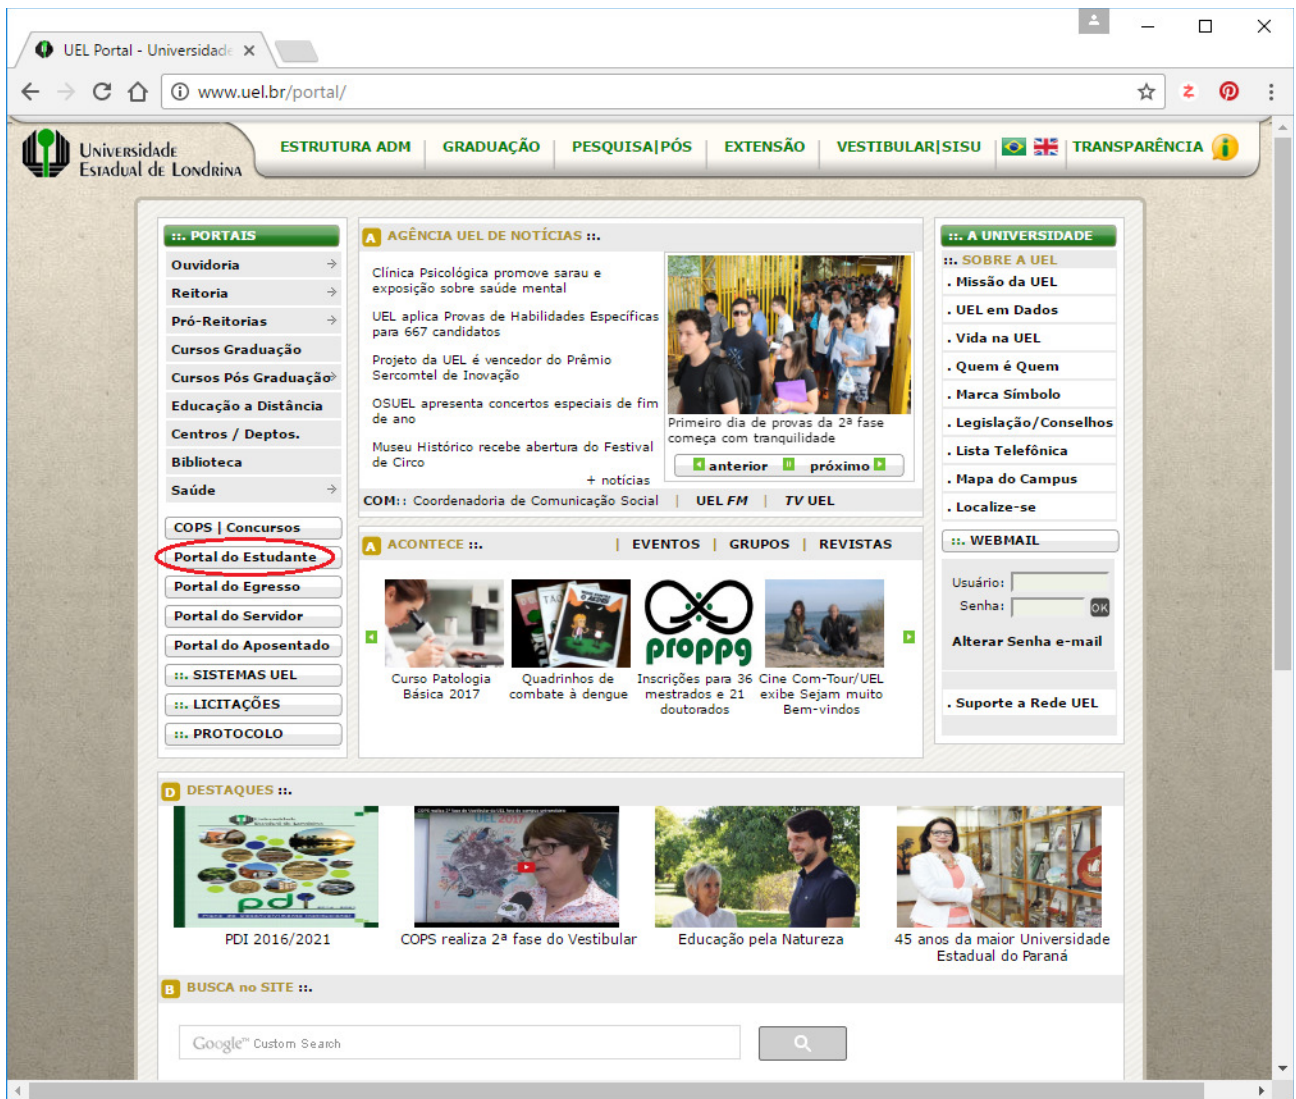 UEL Portal - Universidade
www.uel.br/portal/
Universidade
Estadual de Londrina
ESTRUTURA ADM | GRADUAÇÃO | PESQUISA|PÓS | EXTENSÃO | VESTIBULAR|SISU | TRANSPARÊNCIA
::. PORTAIS
Ouvidoria
Reitoria
Pró-Reitorias
Cursos Graduação
Cursos Pós Graduação
Educação a Distância
Centros / Deptos.
Biblioteca
Saúde
COPS | Concursos
Portal do Estudante
Portal do Egresso
Portal do Servidor
Portal do Aposentado
::. SISTEMAS UEL
::. LICITAÇÕES
::. PROTOCOLO
A AGÊNCIA UEL DE NOTÍCIAS ::.
Clínica Psicológica promove sarau e
exposição sobre saúde mental
UEL aplica Provas de Habilidades Específicas
para 667 candidatos
Projeto da UEL é vencedor do Prêmio
Sercomtel de Inovação
OSUEL apresenta concertos especiais de fim
de ano
Museu Histórico recebe abertura do Festival
de Circo
+ notícias
Primeiro dia de provas da 2ª fase
começa com tranquilidade
anterior próximo
COM:: Coordenadoria de Comunicação Social | UEL FM | TV UEL
A ACONTECE ::. | EVENTOS | GRUPOS | REVISTAS
proppg
Curso Patologia
Básica 2017
Quadrinhos de
combate à dengue
Inscrições para 36
mestrados e 21
doutorados
Cine Com-Tour/UEL
exibe Sejam muito
Bem-vindos
::. A UNIVERSIDADE
::. SOBRE A UEL
. Missão da UEL
. UEL em Dados
. Vida na UEL
. Quem é Quem
. Marca Símbolo
. Legislação/Conselhos
. Lista Telefônica
. Mapa do Campus
. Localize-se
::. WEBMAIL
Usuário:
Senha: OK
Alterar Senha e-mail
. Suporte a Rede UEL
D DESTAQUES ::.
pdi
UEL 2017
PDI 2016/2021
COPS realiza 2ª fase do Vestibular
Educação pela Natureza
45 anos da maior Universidade
Estadual do Paraná
B BUSCA no SITE ::.
Google™ Custom Search